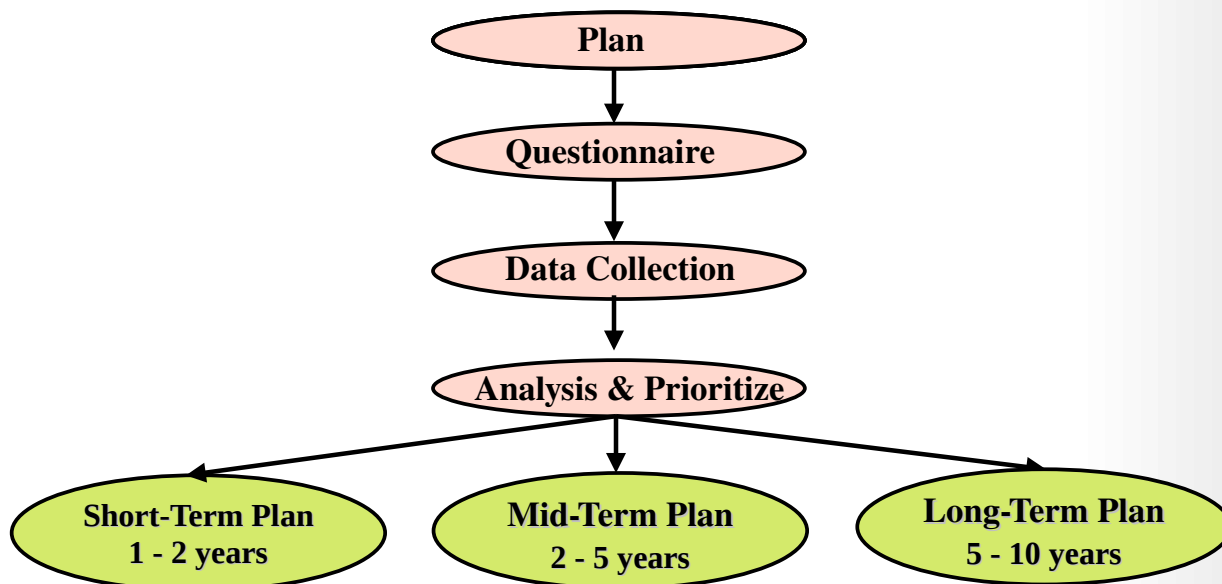 Plan
Questionnaire
Data Collection
Analysis & Prioritize
Short-Term Plan
1 - 2 years
Mid-Term Plan
2 - 5 years
Long-Term Plan
5 - 10 years